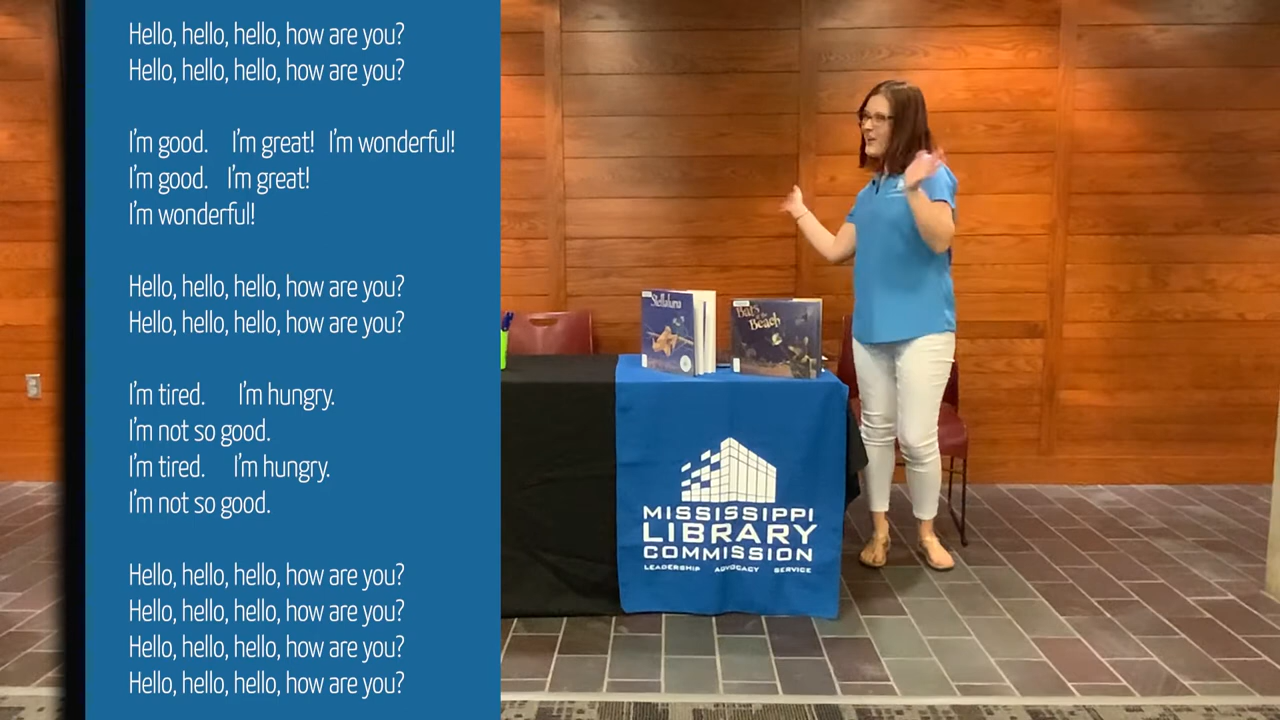 Hello, hello, hello, how are you?
Hello, hello, hello, how are you?
I'm good. I'm great! I'm wonderful!
I'm good. I'm great!
I'm wonderful!
Hello, hello, hello, how are you?
Hello, hello, hello, how are you?
I'm tired. I'm hungry.
I'm not so good.
I'm tired. I'm hungry.
I'm not so good.
Hello, hello, hello, how are you?
Hello, hello, hello, how are you?
Hello, hello, hello, how are you?
Hello, hello, hello, how are you?
Stellaluna
Bats at the
Beach
MISSISSIPPI
LIBRARY
COMMISSION
LEADERSHIP ADVOCACY SERVICE